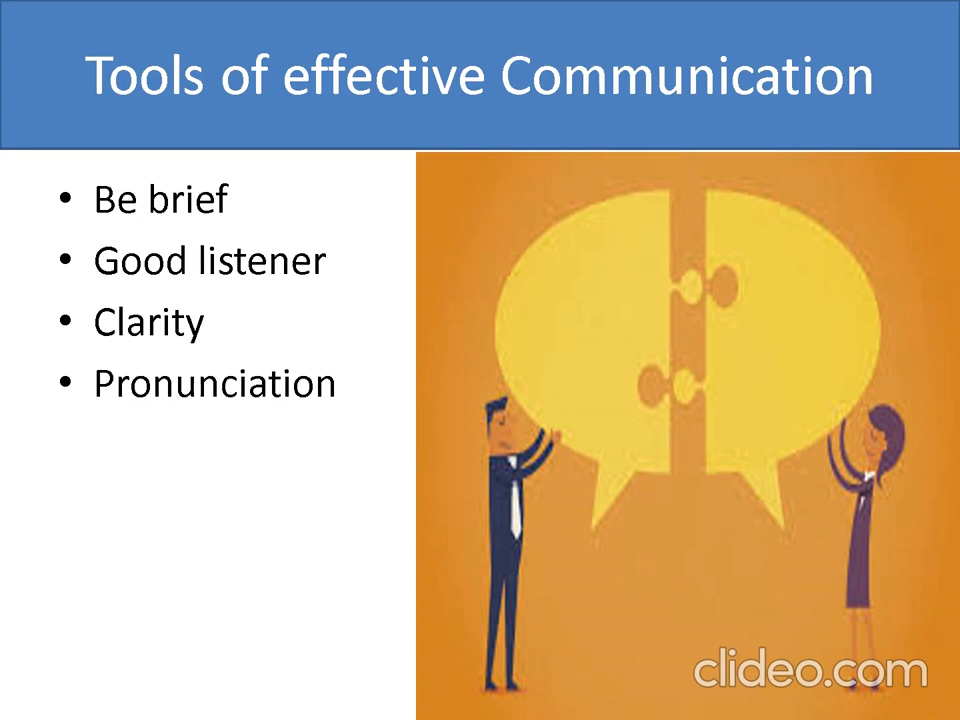 Tools of effective Communication
• Be brief
• Good listener
• Clarity
• Pronunciation
clideo.com